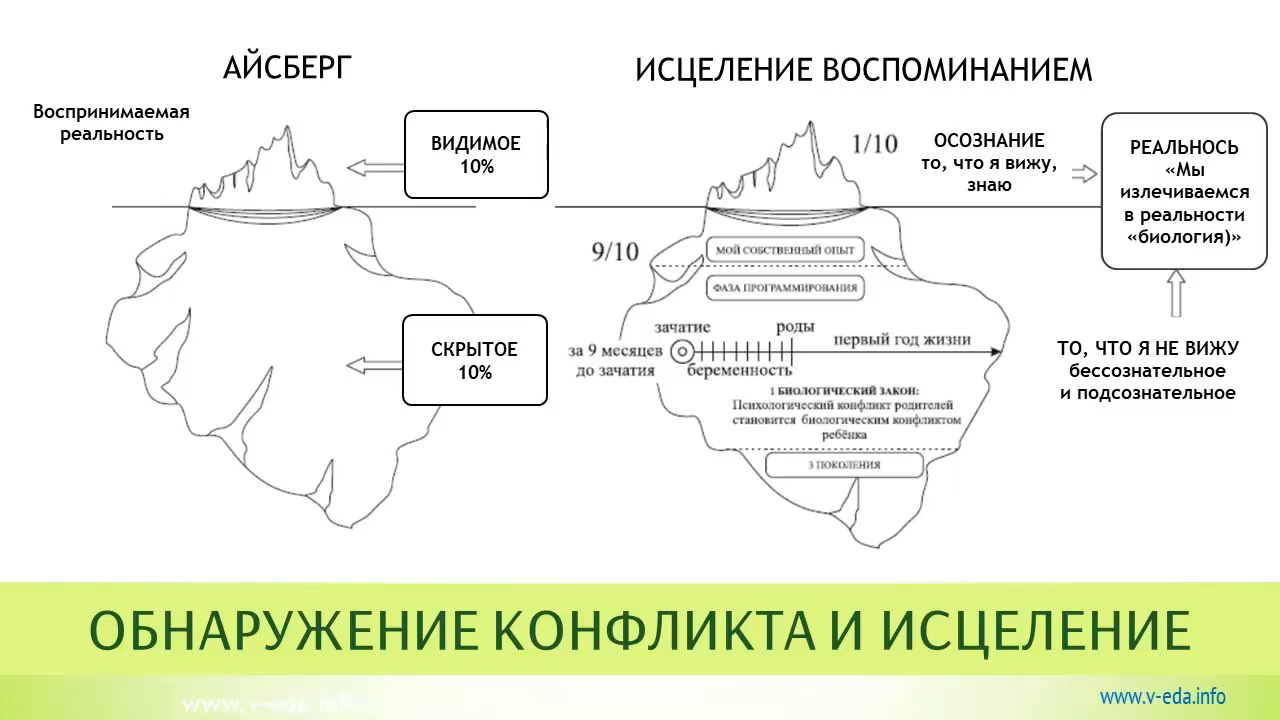 АЙСБЕРГ
Воспринимаемая
реальность
ВИДИМОЕ
10%
СКРЫТОЕ
10%
ИСЦЕЛЕНИЕ ВОСПОМИНАНИЕМ
1/10
ОСОЗНАНИЕ
то, что я вижу,
знаю
РЕАЛЬНОСЬ
«Мы
излечиваемся
в реальности
«биология)»
9/10
МОЙ СОБСТВЕННЫЙ ОПЫТ
ФАЗА ПРОГРАММИРОВАНИЯ
зачатие
роды
первый год жизни
за 9 месяцев
до зачатия
беременность
1 БИОЛОГИЧЕСКИЙ ЗАКОН:
Психологический конфликт родителей
становится биологическим конфликтом
ребёнка
3 ПОКОЛЕНИЯ
ТО, ЧТО Я НЕ ВИЖУ
бессознательное
и подсознательное
ОБНАРУЖЕНИЕ КОНФЛИКТА И ИСЦЕЛЕНИЕ
www.v-eda.info
www.v-eda.info